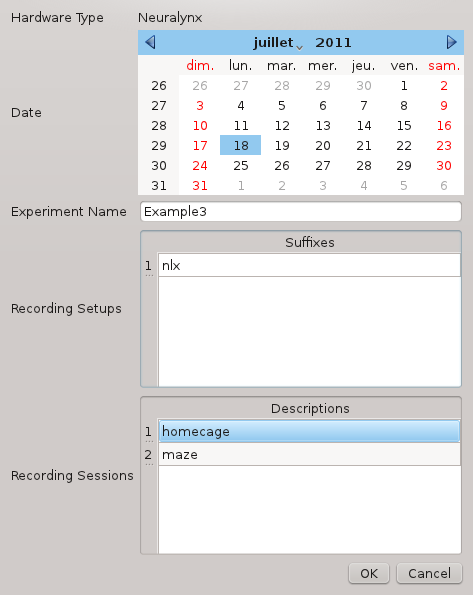 Hardware Type Neuralynx
juillet 2011
dim. lun. mar. mer. jeu. ven. sam.
26 26 27 28 29 30 1 2
27 3 4 5 6 7 8 9
Date
28 10 11 12 13 14 15 16
29 17 18 19 20 21 22 23
30 24 25 26 27 28 29 30
31 31 1 2 3 4 5 6
Experiment Name Example3
Suffixes
1 nlx
Recording Setups
Descriptions
1 homecage
2 maze
Recording Sessions
OK Cancel